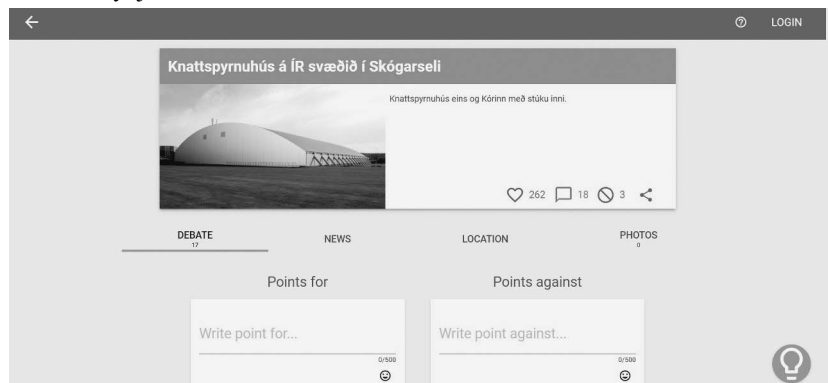 LOGIN
Knattspyrnuhús á ÍR svæðið í Skógarseli
Knattspyrnuhús eins og Kórinn með stúku inni.
262 18 3
DEBATE NEWS LOCATION PHOTOS
17 0
Points for Points against
Write point for... Write point against...
0/500 0/500